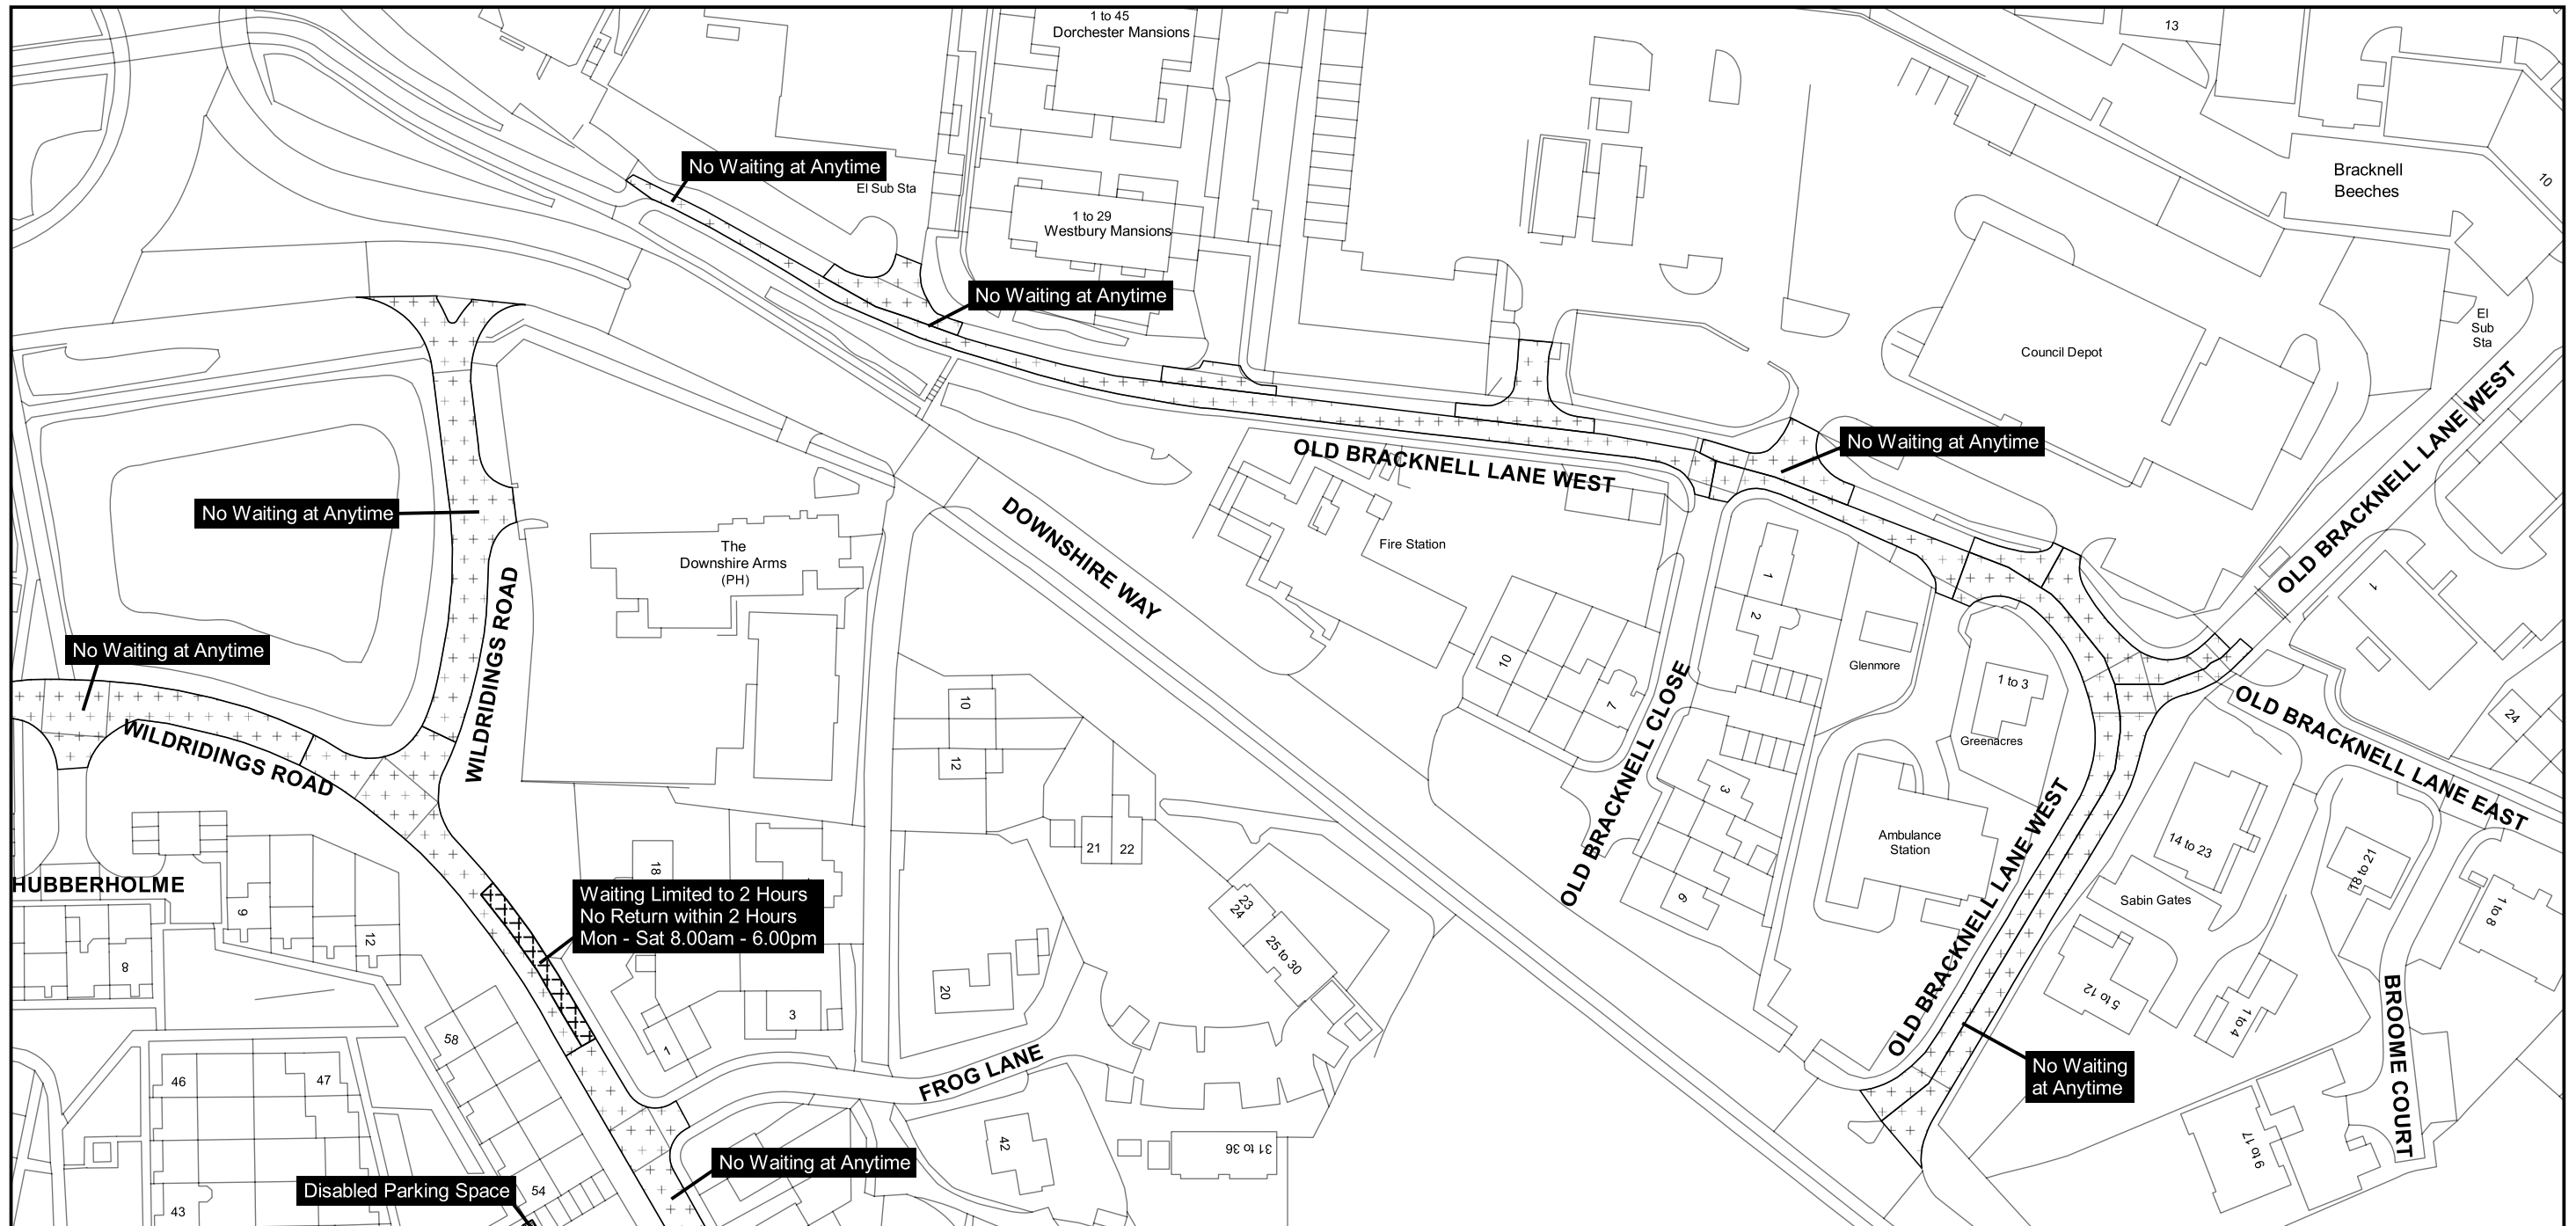 1 to 45
Dorchester Mansions
13
No Waiting at Anytime
El Sub Sta
Bracknell
Beeches
10
1 to 29
Westbury Mansions
No Waiting at Anytime
El
Sub
Sta
Council Depot
No Waiting at Anytime
OLD BRACKNELL LANE WEST
OLD BRACKNELL LANE WEST
No Waiting at Anytime
DOWNSHIRE WAY
Fire Station
The
Downshire Arms
(PH)
1
2
1
WILDRIDINGS ROAD
No Waiting at Anytime
10
7
Glenmore
1 to 3
Greenacres
OLD BRACKNELL CLOSE
OLD BRACKNELL LANE EAST
24
10
12
WILDRIDINGS ROAD
3
9
Ambulance
Station
OLD BRACKNELL LANE WEST
14 to 23
Sabin Gates
18 to 21
1 to 8
21
22
18
HUBBERHOLME
Waiting Limited to 2 Hours
No Return within 2 Hours
Mon - Sat 8.00am - 6.00pm
9
12
8
23
24
25 to 30
20
3
1
5 to 12
1 to 4
BROOME COURT
58
46
47
FROG LANE
No Waiting
at Anytime
42
31 to 36
9 to 17
No Waiting at Anytime
Disabled Parking Space
54
43